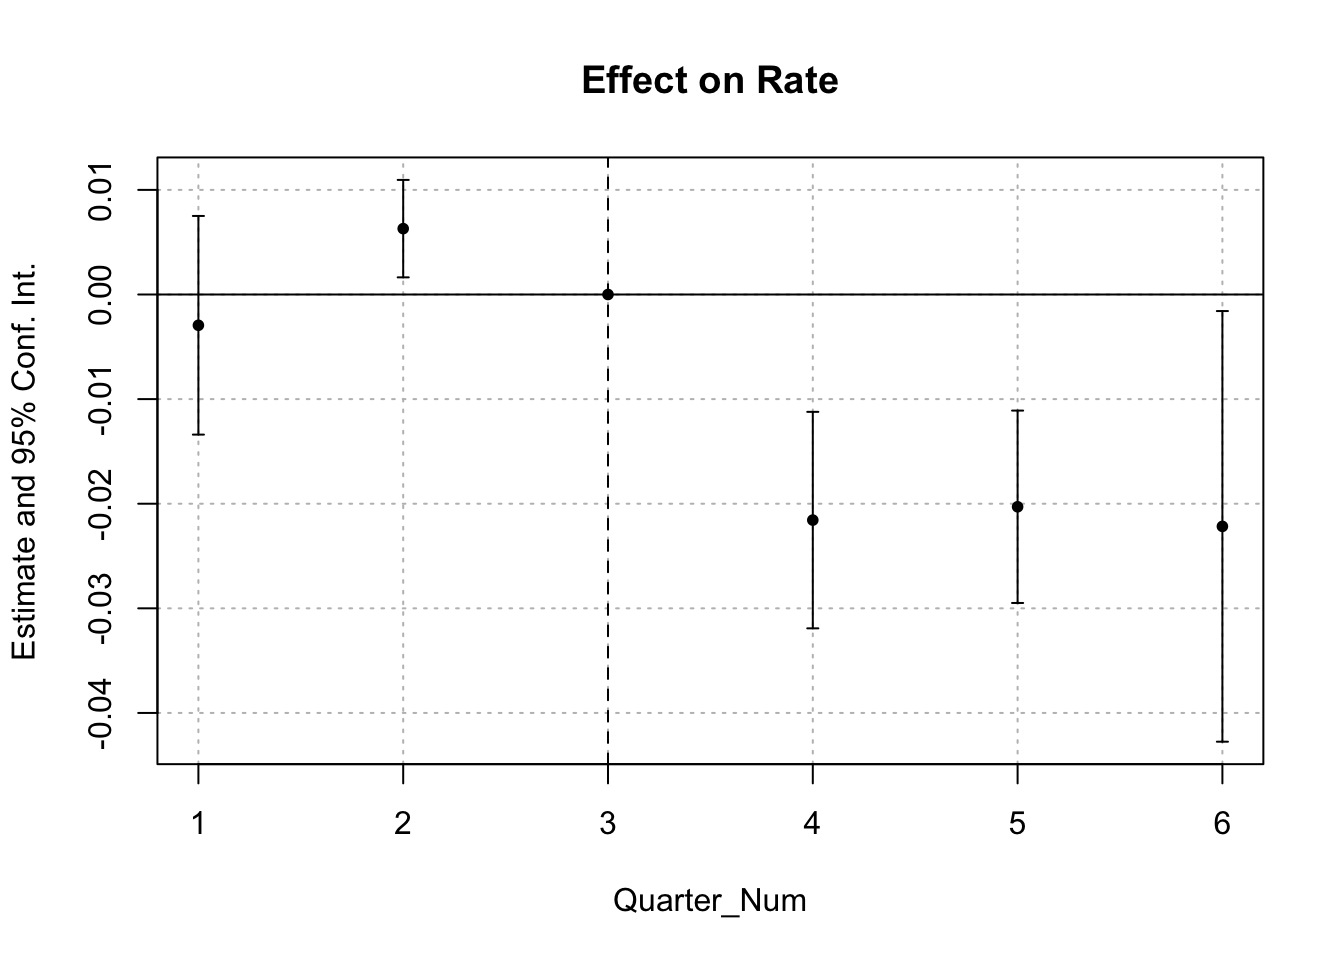 Effect on Rate
Estimate and 95% Conf. Int.
0.01
0.00
-0.01
-0.02
-0.03
-0.04
1 2 3 4 5 6
Quarter_Num